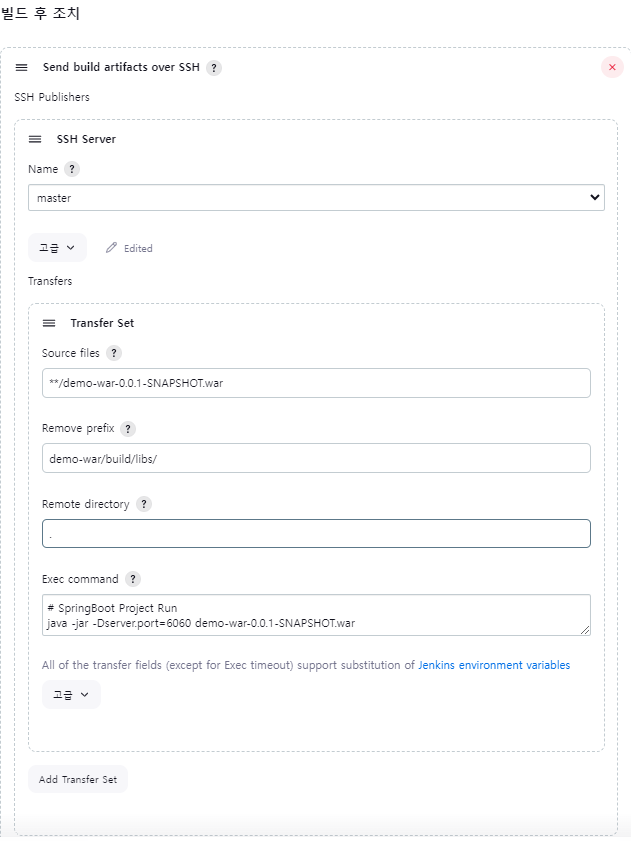 빌드 후 조치
Send build artifacts over SSH ?
SSH Publishers
SSH Server
Name ?
master
고급
Edited
Transfers
Transfer Set
Source files ?
**/demo-war-0.0.1-SNAPSHOT.war
Remove prefix ?
demo-war/build/libs/
Remote directory ?
.
Exec command ?
# SpringBoot Project Run
java -jar -Dserver.port=6060 demo-war-0.0.1-SNAPSHOT.war
All of the transfer fields (except for Exec timeout) support substitution of Jenkins environment variables
고급
Add Transfer Set